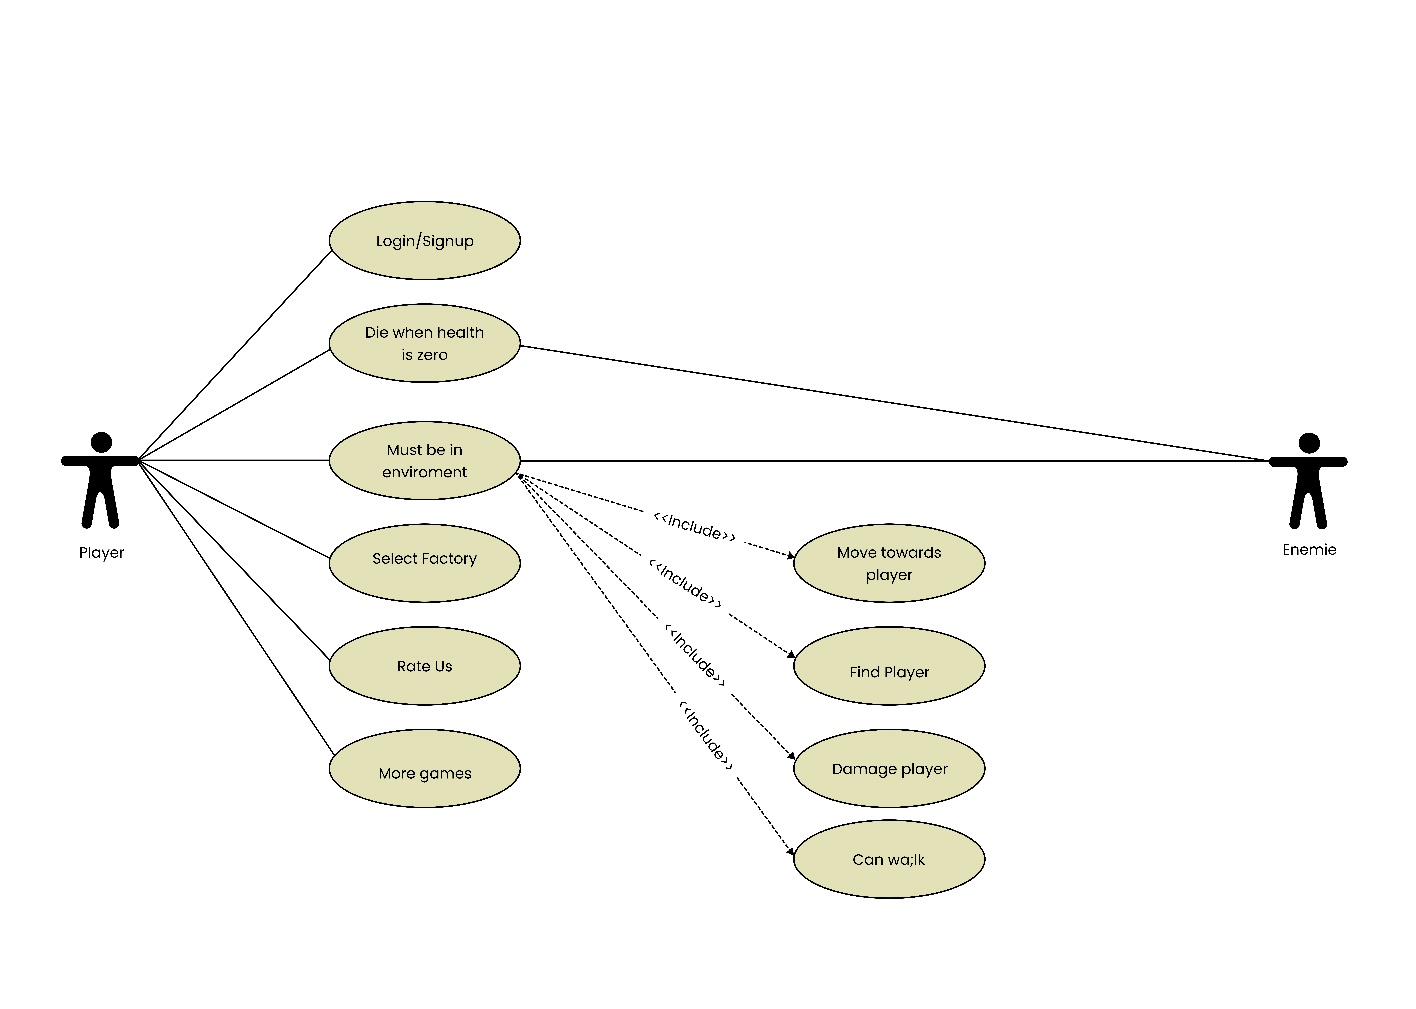 Login/Signup
Die when health
is zero
Must be in
enviroment
Player
Enemie
<<Include>>
Select Factory
Move towards
player
<<Include>>
Rate Us
Find Player
<<Include>>
More games
Damage player
<<Include>>
Can wa;lk